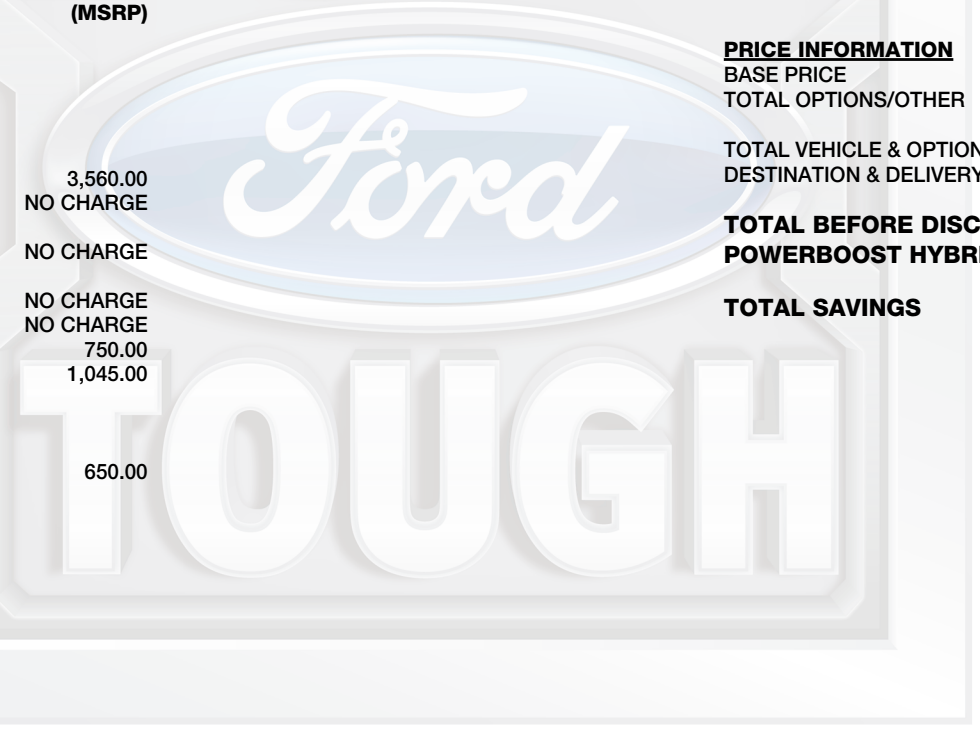 (MSRP)
3,560.00
NO CHARGE
NO CHARGE
NO CHARGE
NO CHARGE
750.00
1,045.00
650.00
PRICE INFORMATION
BASE PRICE
TOTAL OPTIONS/OTHER
TOTAL VEHICLE & OPTION
DESTINATION & DELIVERY
TOTAL BEFORE DISC
POWERBOOST HYBRI
TOTAL SAVINGS
Ford
TOUGH